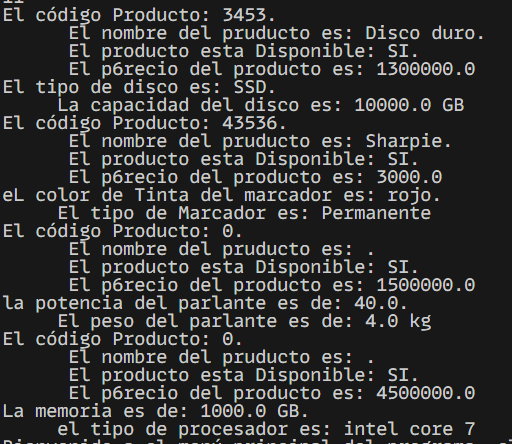 El código Producto: 3453.
El nombre del pruducto es: Disco duro.
El producto esta Disponible: SI.
El p6recio del producto es: 1300000.0
El tipo de disco es: SSD.
La capacidad del disco es: 10000.0 GB
El código Producto: 43536.
El nombre del pruducto es: Sharpie.
El producto esta Disponible: SI.
El p6recio del producto es: 3000.0
eL color de Tinta del marcador es: rojo.
El tipo de Marcador es: Permanente
El código Producto: 0.
El nombre del pruducto es: .
El producto esta Disponible: SI.
El p6recio del producto es: 1500000.0
la potencia del parlante es de: 40.0.
El peso del parlante es de: 4.0 kg
El código Producto: 0.
El nombre del pruducto es: .
El producto esta Disponible: SI.
El p6recio del producto es: 4500000.0
La memoria es de: 1000.0 GB.
el tipo de procesador es: intel core 7